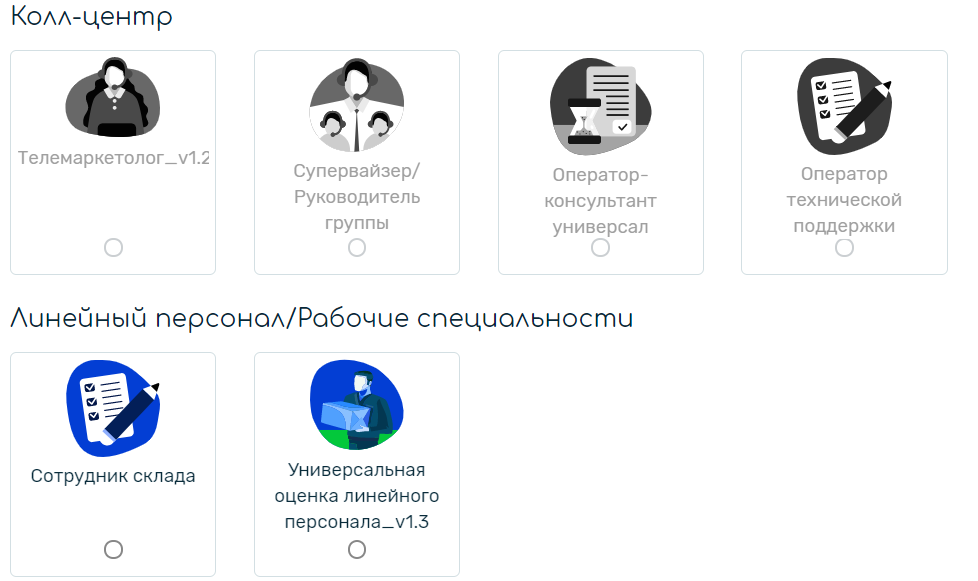 Колл-центр
Телемаркетолог_v1.2
Супервайзер/
Руководитель
группы
Оператор-
консультант
универсал
Оператор
технической
поддержки
Линейный персонал/Рабочие специальности
Сотрудник склада
Универсальная
оценка линейного
персонала_v1.3